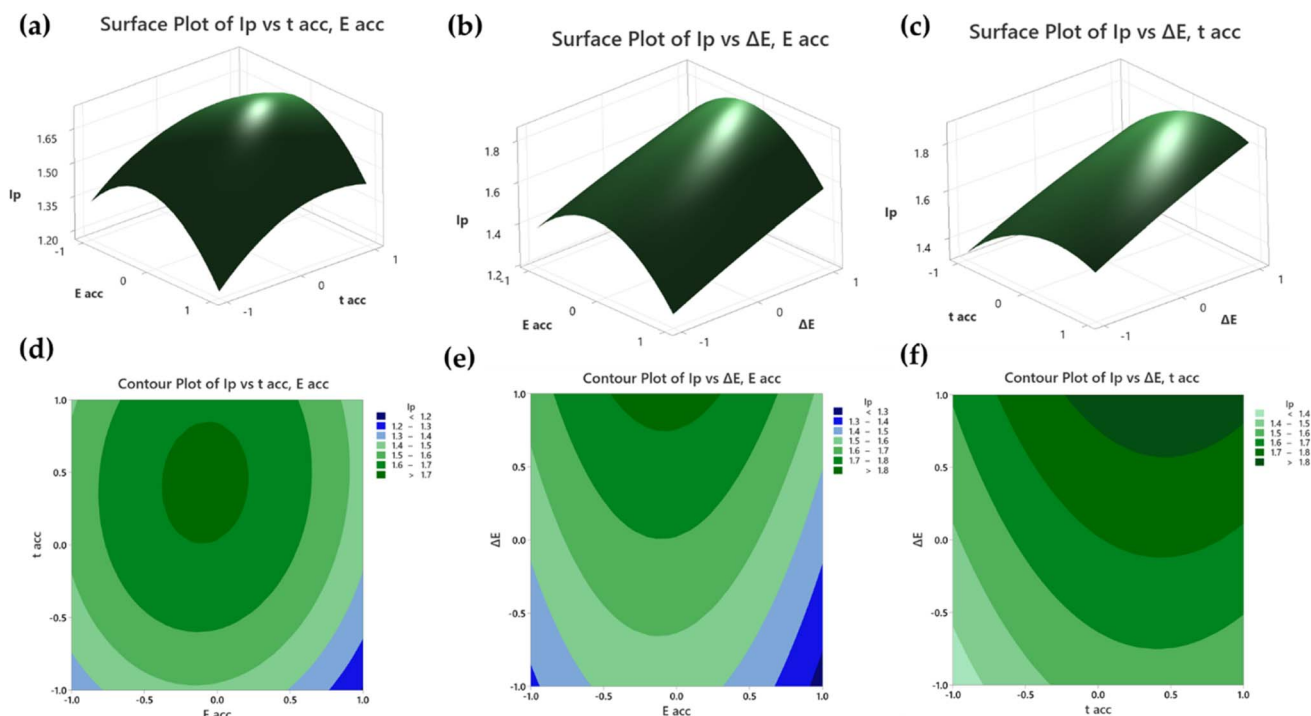 (a)
Surface Plot of Ip vs t acc, E acc
1.65
1.50
1.35
1.20
Ip
-1
0
1
E acc
-1
0
1
t acc
(b)
Surface Plot of Ip vs ΔE, E acc
1.8
1.6
1.4
1.2
Ip
-1
0
1
E acc
-1
0
1
ΔE
(c)
Surface Plot of Ip vs ΔE, t acc
1.8
1.6
1.4
Ip
-1
0
1
t acc
-1
0
1
ΔE
(d)
Contour Plot of Ip vs t acc, E acc
1.0
0.5
0.0
-0.5
-1.0
t acc
-1.0 -0.5 0.0 0.5 1.0
E acc
Ip
< 1.2
1.2 – 1.3
1.3 – 1.4
1.4 – 1.5
1.5 – 1.6
1.6 – 1.7
> 1.7
(e)
Contour Plot of Ip vs ΔE, E acc
1.0
0.5
0.0
-0.5
-1.0
ΔE
-1.0 -0.5 0.0 0.5 1.0
E acc
Ip
< 1.3
1.3 – 1.4
1.4 – 1.5
1.5 – 1.6
1.6 – 1.7
1.7 – 1.8
> 1.8
(f)
Contour Plot of Ip vs ΔE, t acc
1.0
0.5
0.0
-0.5
-1.0
ΔE
-1.0 -0.5 0.0 0.5 1.0
t acc
Ip
< 1.4
1.4 – 1.5
1.5 – 1.6
1.6 – 1.7
1.7 – 1.8
> 1.8